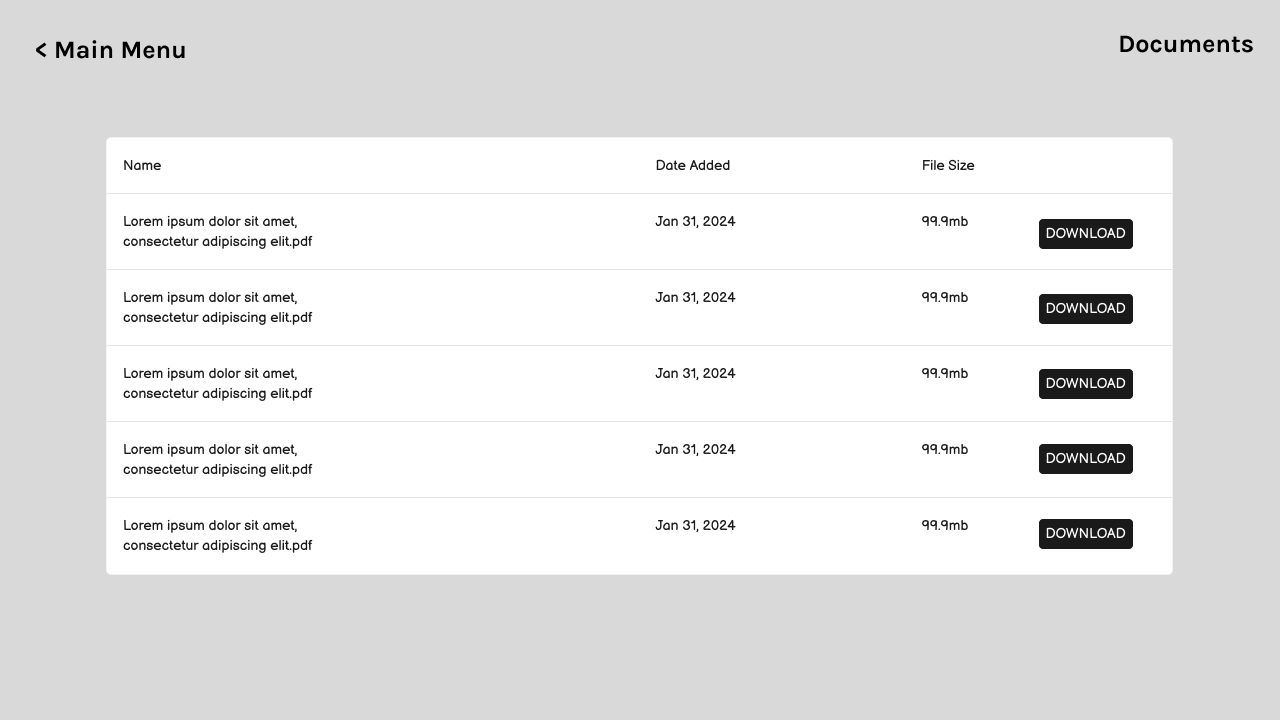 < Main Menu
Documents
Name Date Added File Size
Lorem ipsum dolor sit amet, Jan 31, 2024 99.9mb
consectetur adipiscing elit.pdf
DOWNLOAD
Lorem ipsum dolor sit amet, Jan 31, 2024 99.9mb
consectetur adipiscing elit.pdf
DOWNLOAD
Lorem ipsum dolor sit amet, Jan 31, 2024 99.9mb
consectetur adipiscing elit.pdf
DOWNLOAD
Lorem ipsum dolor sit amet, Jan 31, 2024 99.9mb
consectetur adipiscing elit.pdf
DOWNLOAD
Lorem ipsum dolor sit amet, Jan 31, 2024 99.9mb
consectetur adipiscing elit.pdf
DOWNLOAD